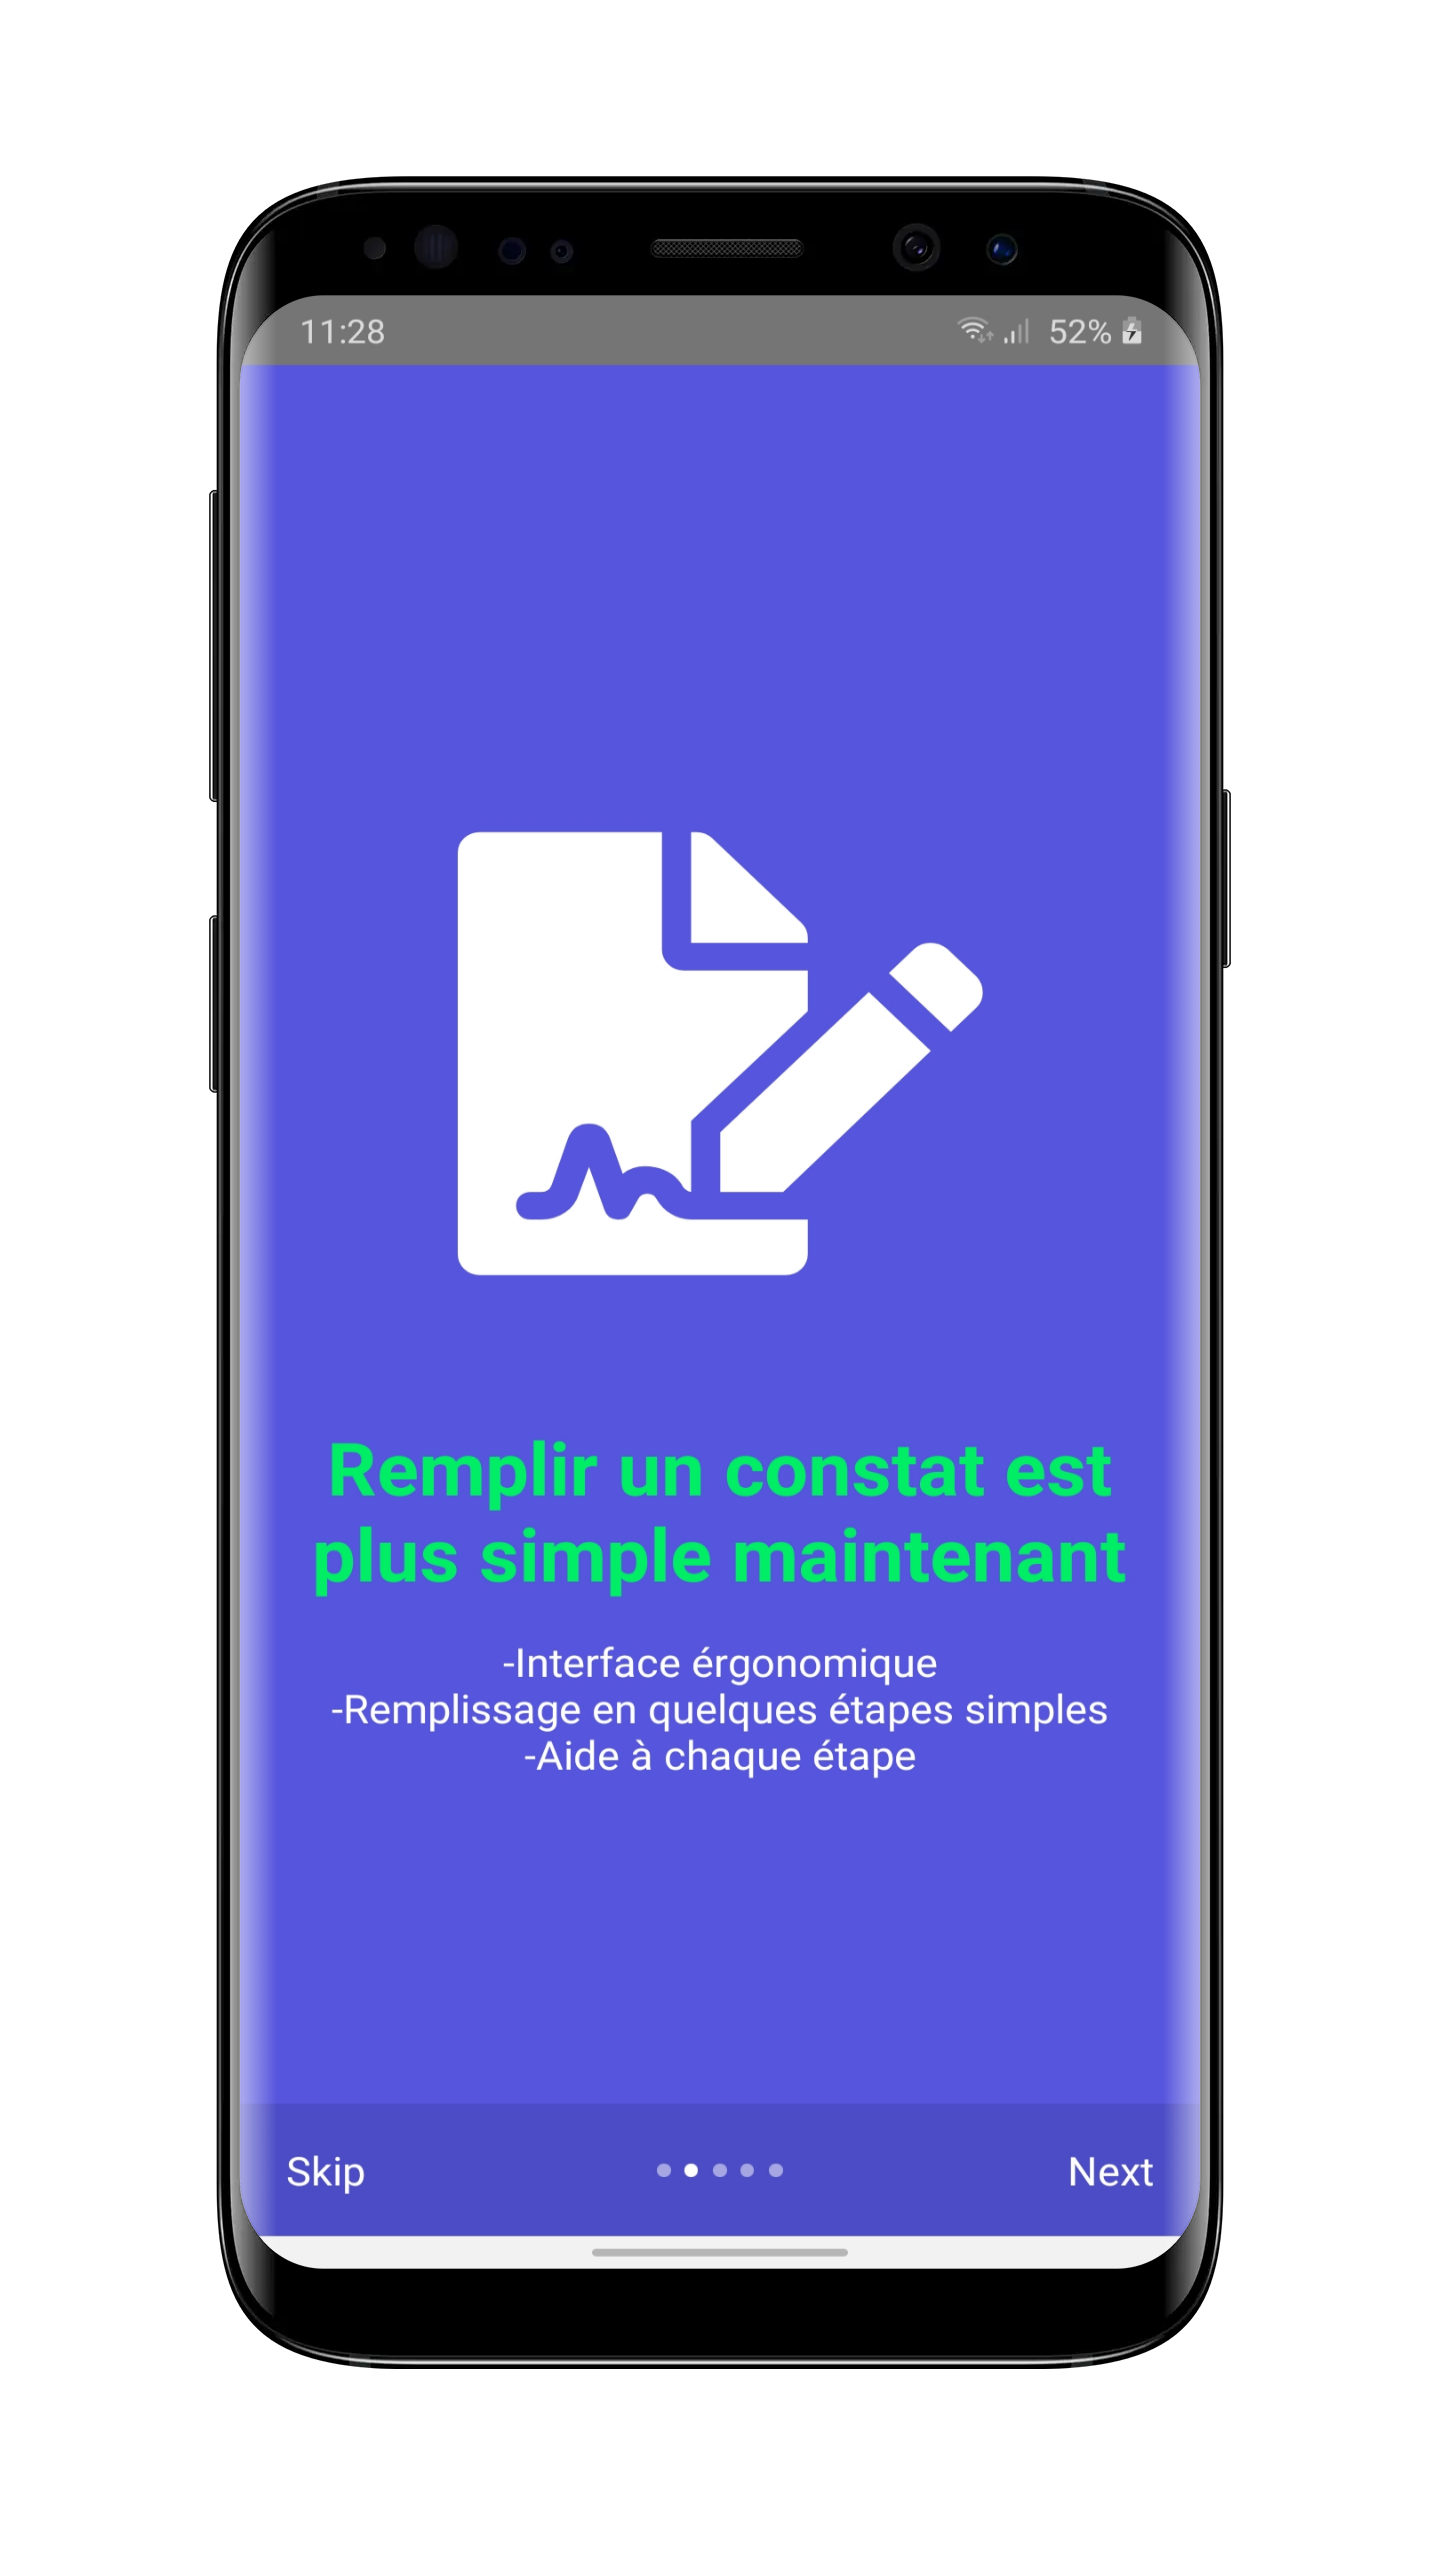 11:28
52%
Remplir un constat est
plus simple maintenant
-Interface érgonomique
-Remplissage en quelques étapes simples
-Aide à chaque étape
Skip
Next